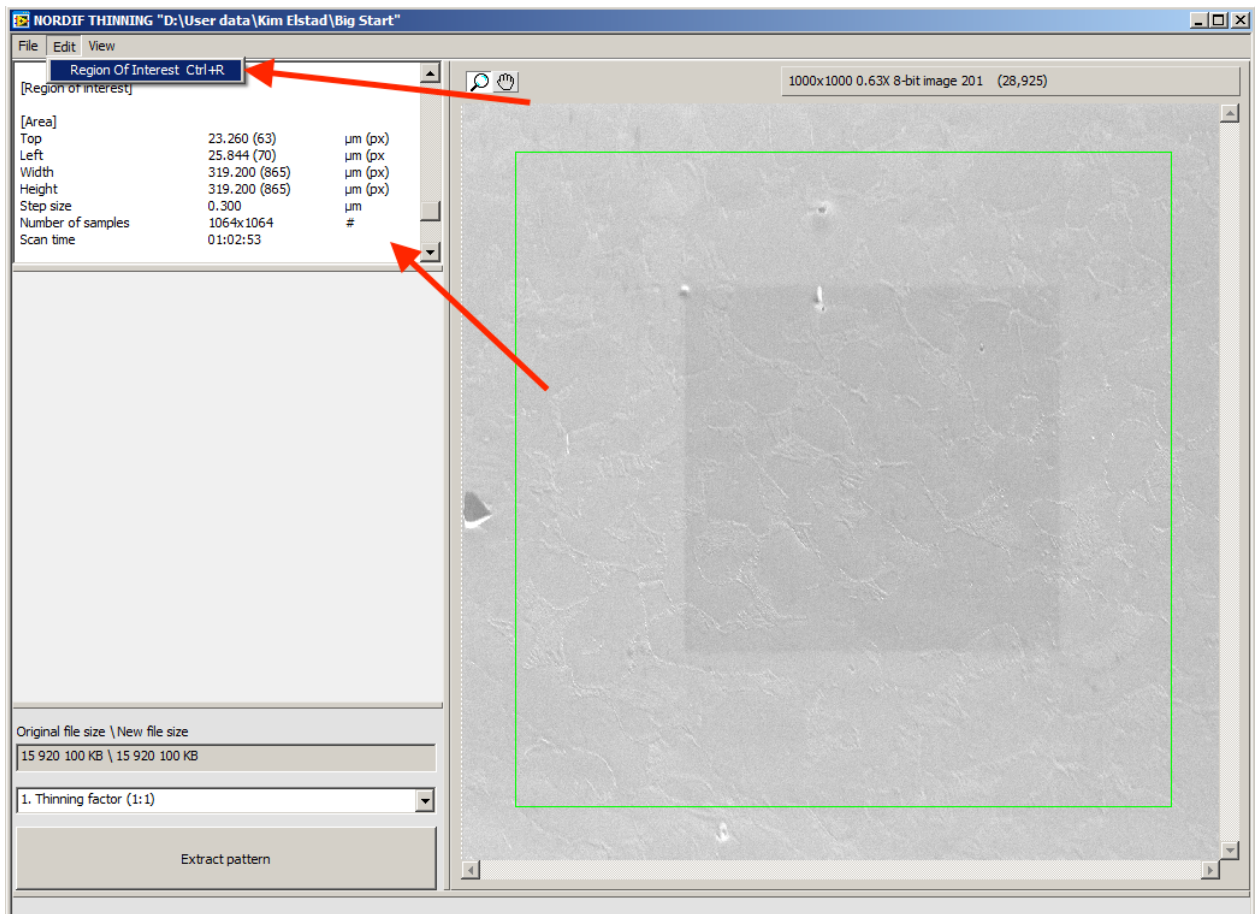 NORDIF THINNING "D:\User data\Kim Elstad\Big Start"
File Edit View
Region Of Interest Ctrl+R
[Region of interest]
[Area]
Top 23.260 (63) µm (px)
Left 25.844 (70) µm (px
Width 319.200 (865) µm (px)
Height 319.200 (865) µm (px)
Step size 0.300 µm
Number of samples 1064x1064 #
Scan time 01:02:53
1000x1000 0.63X 8-bit image 201 (28,925)
Original file size \ New file size
15 920 100 KB \ 15 920 100 KB
1. Thinning factor (1:1)
Extract pattern